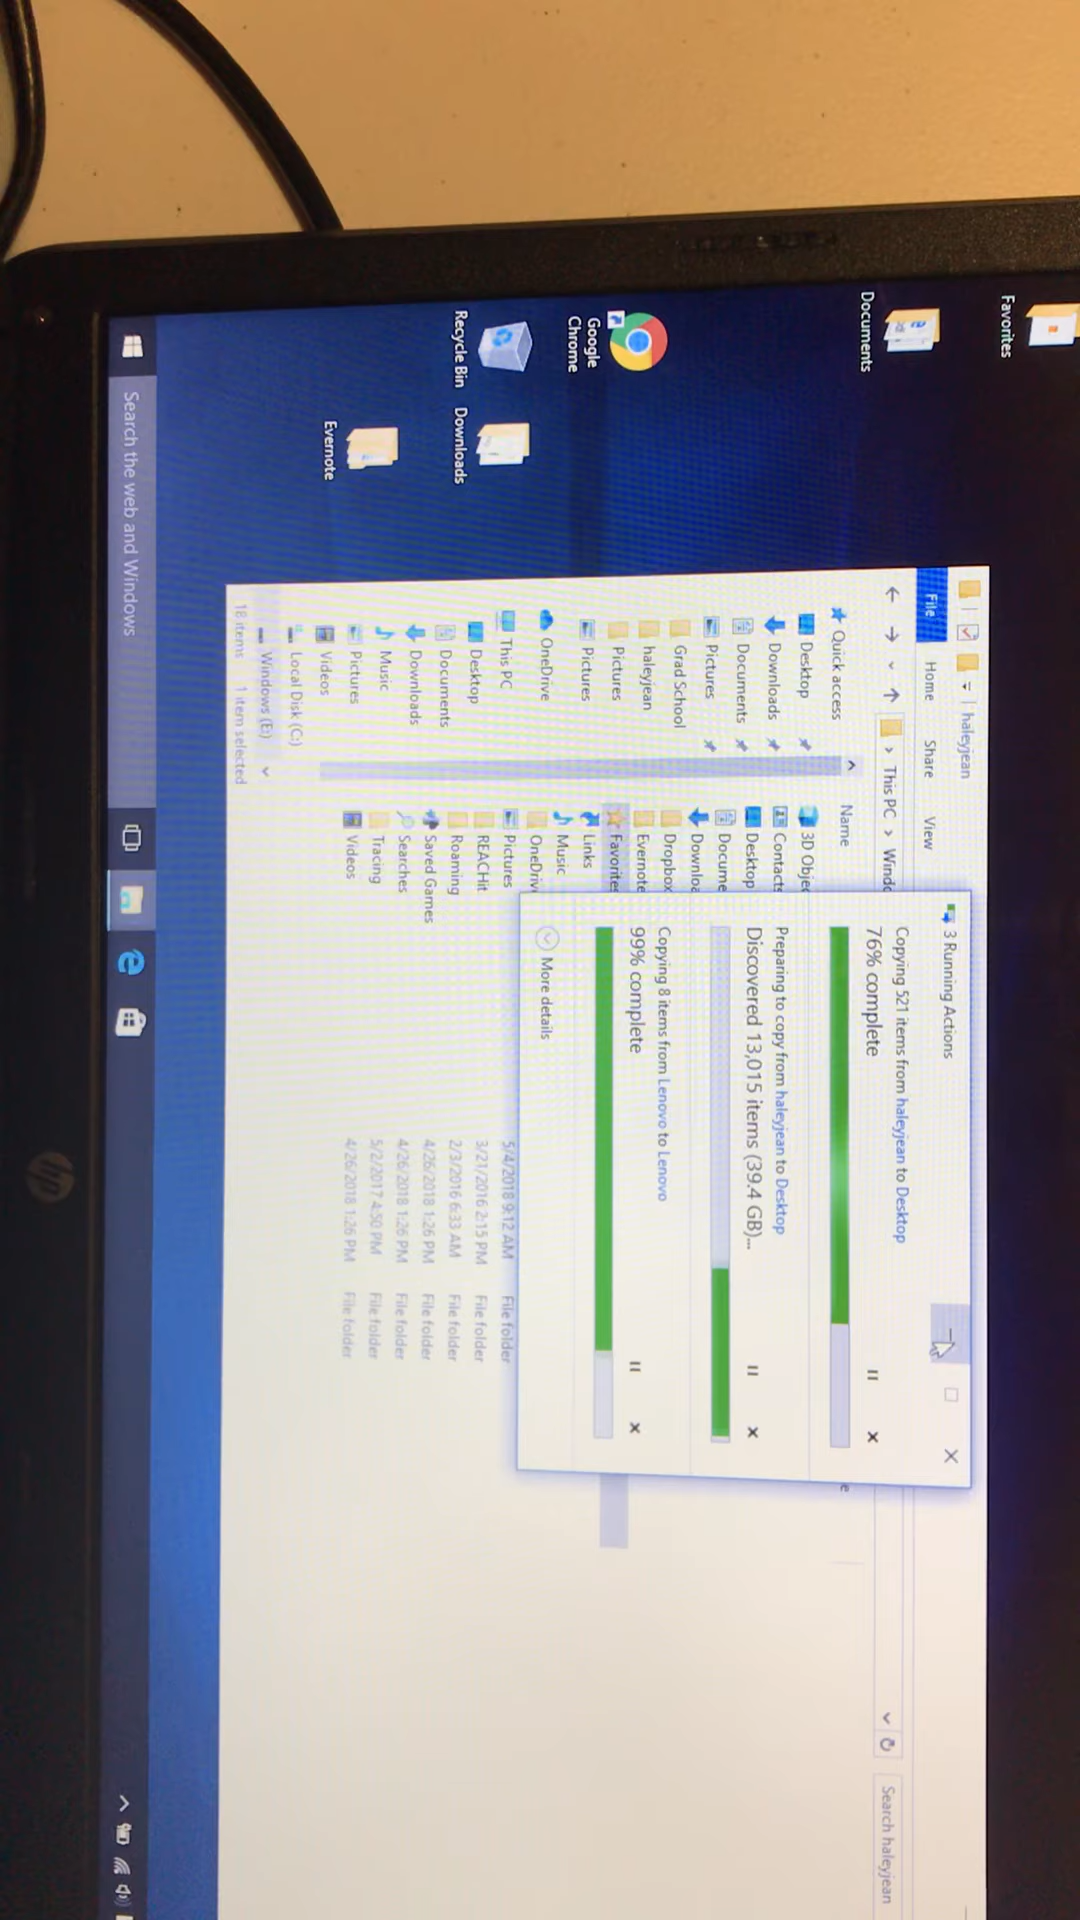 Favorites
Documents
Google
Chrome
Recycle Bin
Downloads
Evernote
haleyjean
File
Home
Share
View
This PC
Search haleyjean
Quick access
Desktop
Downloads
Documents
Pictures
Grad School
haleyjean
Pictures
Pictures
OneDrive
This PC
Desktop
Documents
Downloads
Music
Pictures
Videos
Local Disk (C:)
Windows (E:)
18 items 1 item selected
Name
3D Objec
Contacts
Desktop
Docume
Downloa
Dropbox
Evernote
Favorites
Links
Music
OneDriv
Pictures 5/4/2018 9:12 AM File folder
REACHit 3/21/2016 2:15 PM File folder
Roaming 2/3/2016 6:33 AM File folder
Saved Games 4/26/2018 1:26 PM File folder
Searches 4/26/2018 1:26 PM File folder
Tracing 5/2/2017 4:50 PM File folder
Videos 4/26/2018 1:26 PM File folder
3 Running Actions
Copying 521 items from haleyjean to Desktop
76% complete
Preparing to copy from haleyjean to Desktop
Discovered 13,015 items (39.4 GB)...
Copying 8 items from Lenovo to Lenovo
99% complete
More details
Search the web and Windows
hp